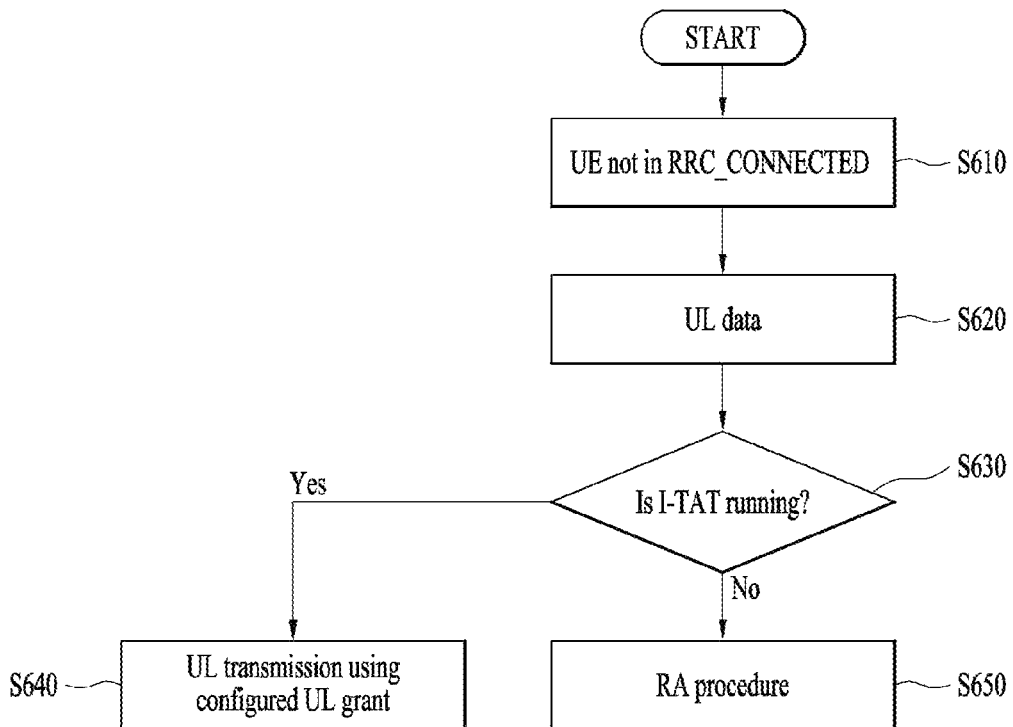 START
UE not in RRC_CONNECTED
S610
UL data
S620
S630
Yes
Is I-TAT running?
No
S640
UL transmission using
configured UL grant
RA procedure
S650